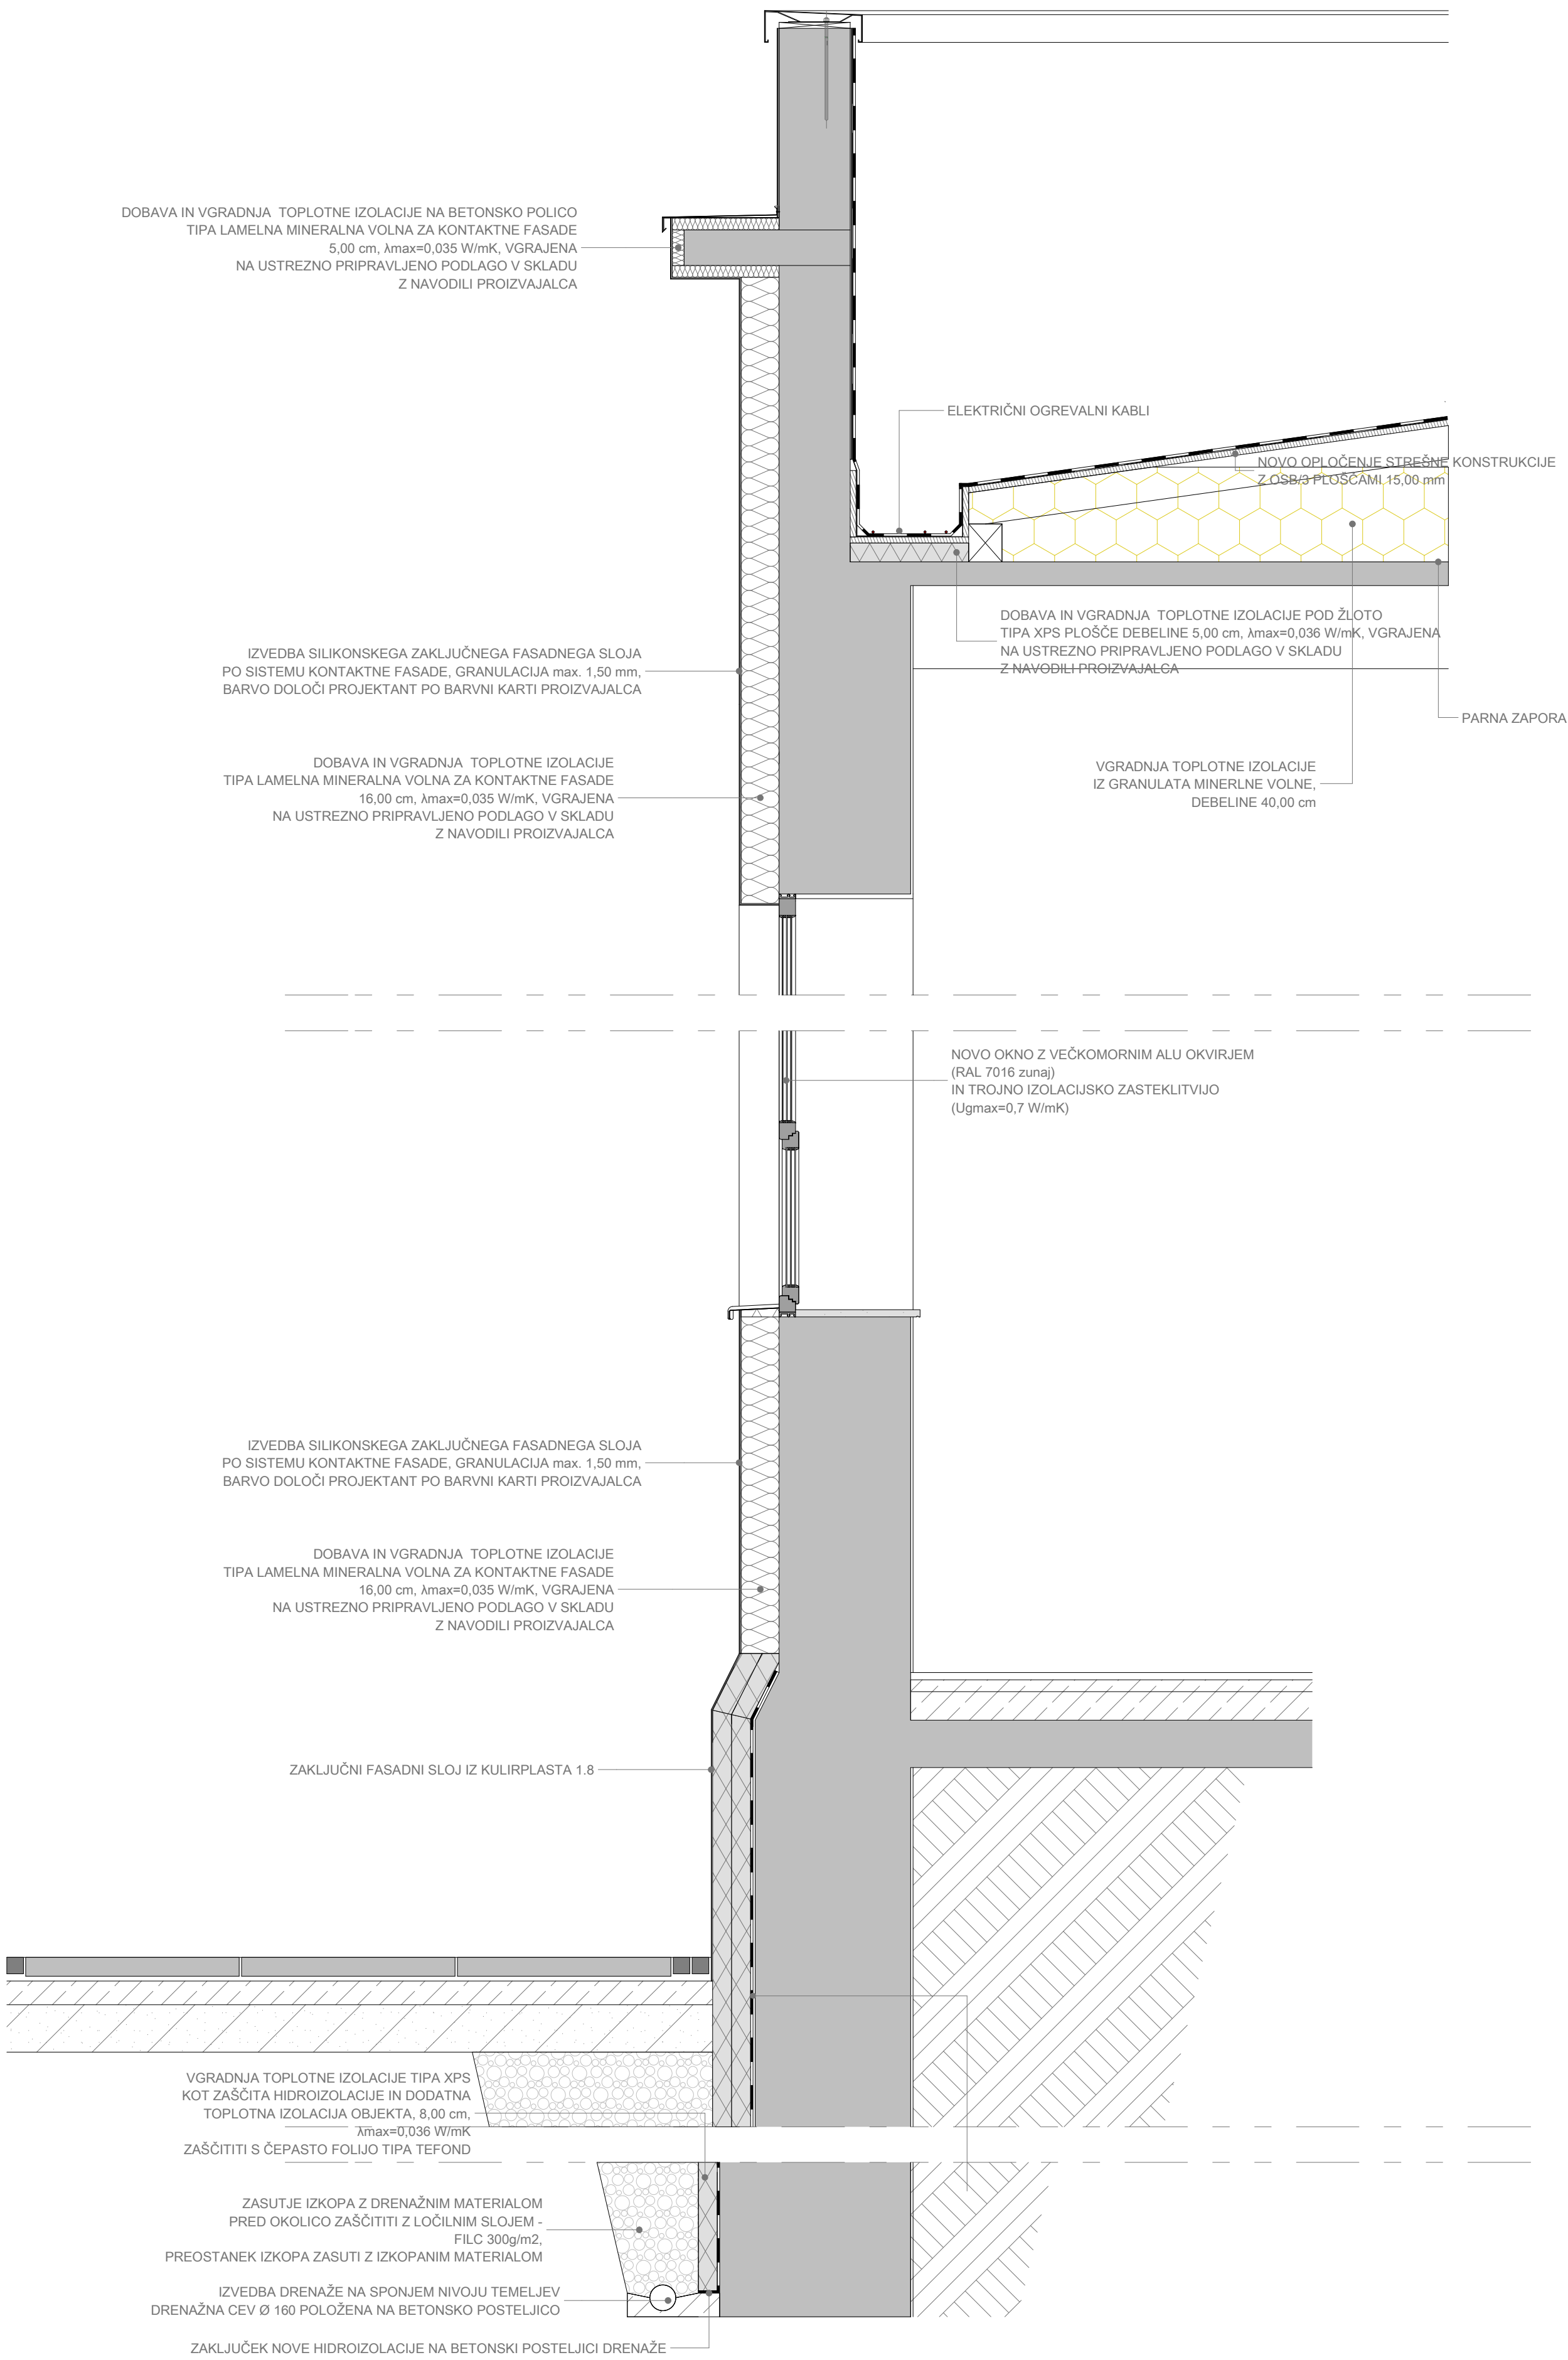 DOBAVA IN VGRADNJA TOPLOTNE IZOLACIJE NA BETONSKO POLICO
TIPA LAMELNA MINERALNA VOLNA ZA KONTAKTNE FASADE
5,00 cm, λmax=0,035 W/mK, VGRAJENA
NA USTREZNO PRIPRAVLJENO PODLAGO V SKLADU
Z NAVODILI PROIZVAJALCA
ELEKTRIČNI OGREVALNI KABLI
NOVO OPLOČENJE STREŠNE KONSTRUKCIJE
Z OSB/3 PLOŠČAMI 15,00 mm
DOBAVA IN VGRADNJA TOPLOTNE IZOLACIJE POD ŽLOTO
TIPA XPS PLOŠČE DEBELINE 5,00 cm, λmax=0,036 W/mK, VGRAJENA
NA USTREZNO PRIPRAVLJENO PODLAGO V SKLADU
Z NAVODILI PROIZVAJALCA
IZVEDBA SILIKONSKEGA ZAKLJUČNEGA FASADNEGA SLOJA
PO SISTEMU KONTAKTNE FASADE, GRANULACIJA max. 1,50 mm,
BARVO DOLOČI PROJEKTANT PO BARVNI KARTI PROIZVAJALCA
PARNA ZAPORA
DOBAVA IN VGRADNJA TOPLOTNE IZOLACIJE
TIPA LAMELNA MINERALNA VOLNA ZA KONTAKTNE FASADE
16,00 cm, λmax=0,035 W/mK, VGRAJENA
NA USTREZNO PRIPRAVLJENO PODLAGO V SKLADU
Z NAVODILI PROIZVAJALCA
VGRADNJA TOPLOTNE IZOLACIJE
IZ GRANULATA MINERLNE VOLNE,
DEBELINE 40,00 cm
NOVO OKNO Z VEČKOMORNIM ALU OKVIRJEM
(RAL 7016 zunaj)
IN TROJNO IZOLACIJSKO ZASTEKLITVIJO
(Ugmax=0,7 W/mK)
IZVEDBA SILIKONSKEGA ZAKLJUČNEGA FASADNEGA SLOJA
PO SISTEMU KONTAKTNE FASADE, GRANULACIJA max. 1,50 mm,
BARVO DOLOČI PROJEKTANT PO BARVNI KARTI PROIZVAJALCA
DOBAVA IN VGRADNJA TOPLOTNE IZOLACIJE
TIPA LAMELNA MINERALNA VOLNA ZA KONTAKTNE FASADE
16,00 cm, λmax=0,035 W/mK, VGRAJENA
NA USTREZNO PRIPRAVLJENO PODLAGO V SKLADU
Z NAVODILI PROIZVAJALCA
ZAKLJUČNI FASADNI SLOJ IZ KULIRPLASTA 1.8
VGRADNJA TOPLOTNE IZOLACIJE TIPA XPS
KOT ZAŠČITA HIDROIZOLACIJE IN DODATNA
TOPLOTNA IZOLACIJA OBJEKTA, 8,00 cm,
λmax=0,036 W/mK
ZAŠČITITI S ČEPASTO FOLIJO TIPA TEFOND
ZASUTJE IZKOPA Z DRENAŽNIM MATERIALOM
PRED OKOLICO ZAŠČITITI Z LOČILNIM SLOJEM -
FILC 300g/m2,
PREOSTANEK IZKOPA ZASUTI Z IZKOPANIM MATERIALOM
IZVEDBA DRENAŽE NA SPONJEM NIVOJU TEMELJEV
DRENAŽNA CEV Ø 160 POLOŽENA NA BETONSKO POSTELJICO
ZAKLJUČEK NOVE HIDROIZOLACIJE NA BETONSKI POSTELJICI DRENAŽE